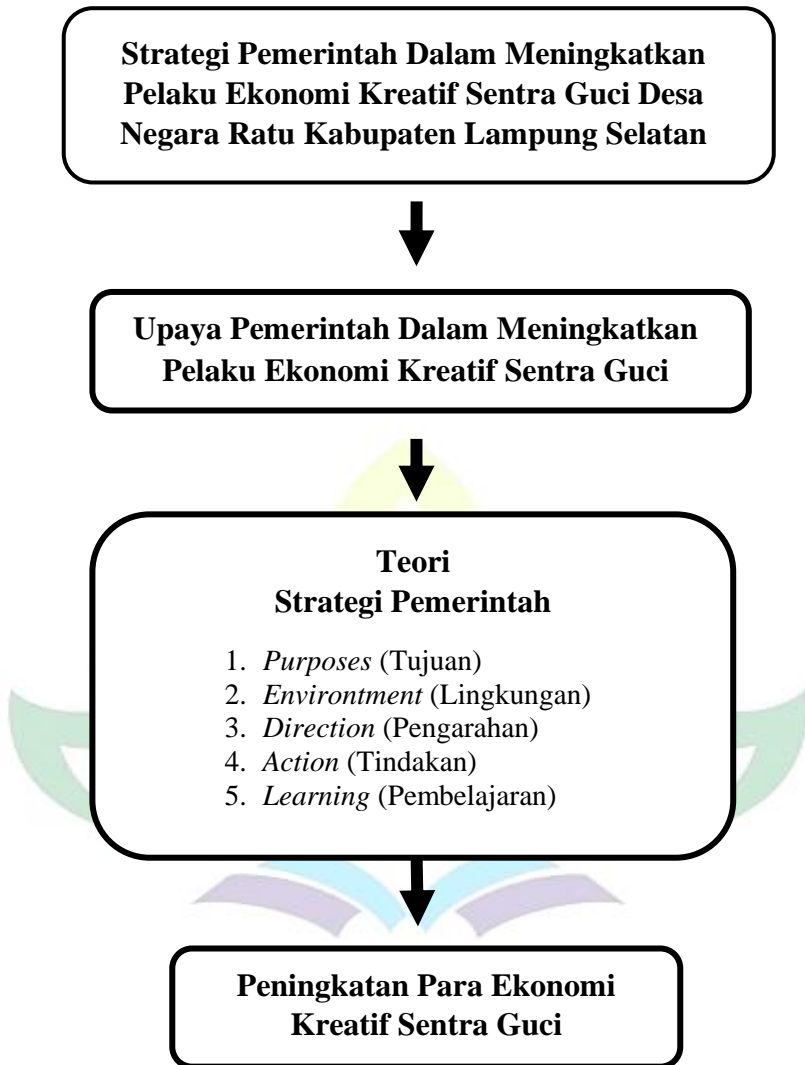 Strategi Pemerintah Dalam Meningkatkan
Pelaku Ekonomi Kreatif Sentra Guci Desa
Negara Ratu Kabupaten Lampung Selatan
Upaya Pemerintah Dalam Meningkatkan
Pelaku Ekonomi Kreatif Sentra Guci
Teori
Strategi Pemerintah
1. Purposes (Tujuan)
2. Environtment (Lingkungan)
3. Direction (Pengarahan)
4. Action (Tindakan)
5. Learning (Pembelajaran)
Peningkatan Para Ekonomi
Kreatif Sentra Guci